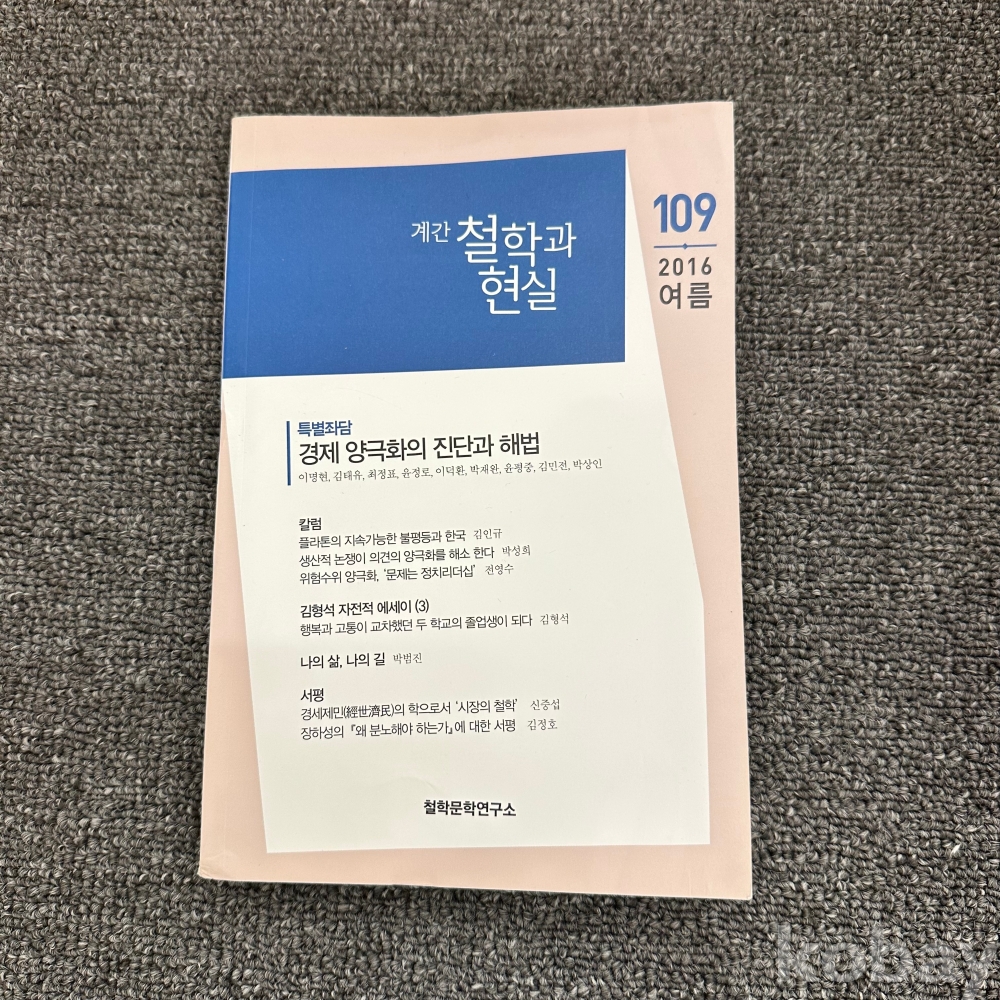 계간 철학과
현실
109
2016
여름
특별좌담
경제 양극화의 진단과 해법
이명현, 김태유, 최정표, 윤정로, 이덕환, 박재완, 윤평중, 김민전, 박상인
칼럼
플라톤의 지속가능한 불평등과 한국 김인규
생산적 논쟁이 의견의 양극화를 해소 한다 박성희
위험수위 양극화, '문제는 정치리더십' 전영수
김형석 자전적 에세이 (3)
행복과 고통이 교차했던 두 학교의 졸업생이 되다 김형석
나의 삶, 나의 길 박범진
서평
경세제민(經世濟民)의 학으로서 '시장의 철학' 신중섭
장하성의 『왜 분노해야 하는가』에 대한 서평 김정호
철학문학연구소
kobay